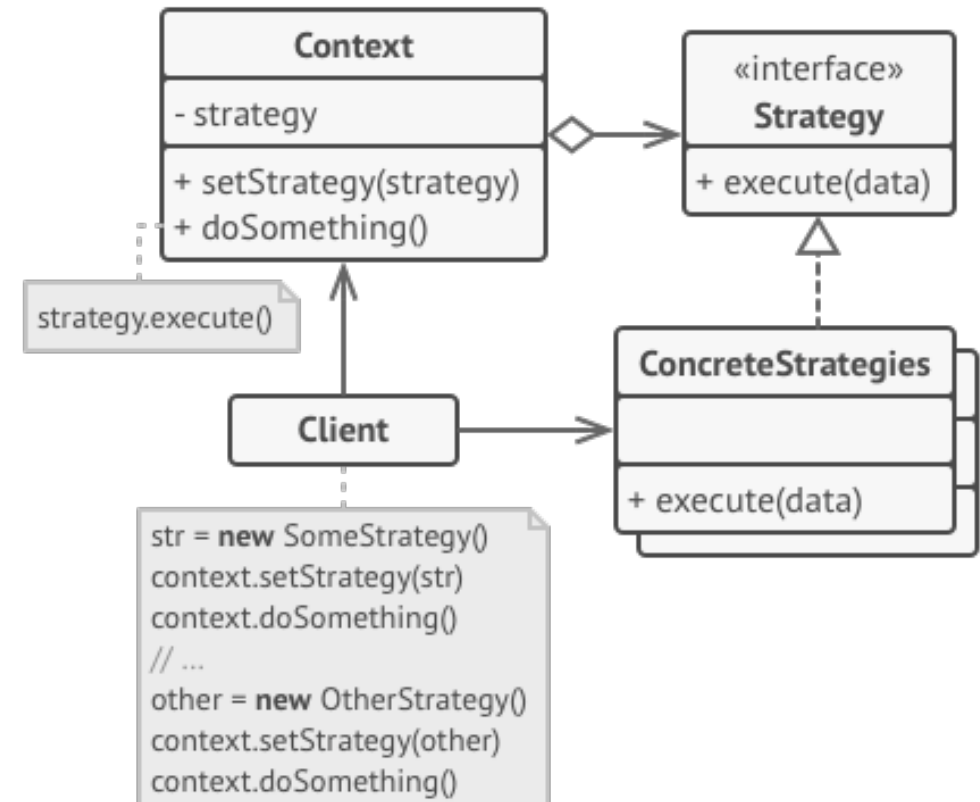 Context
- strategy
+ setStrategy(strategy)
+ doSomething()
«interface»
Strategy
+ execute(data)
strategy.execute()
Client
ConcreteStrategies
+ execute(data)
str = new SomeStrategy()
context.setStrategy(str)
context.doSomething()
// ...
other = new OtherStrategy()
context.setStrategy(other)
context.doSomething()